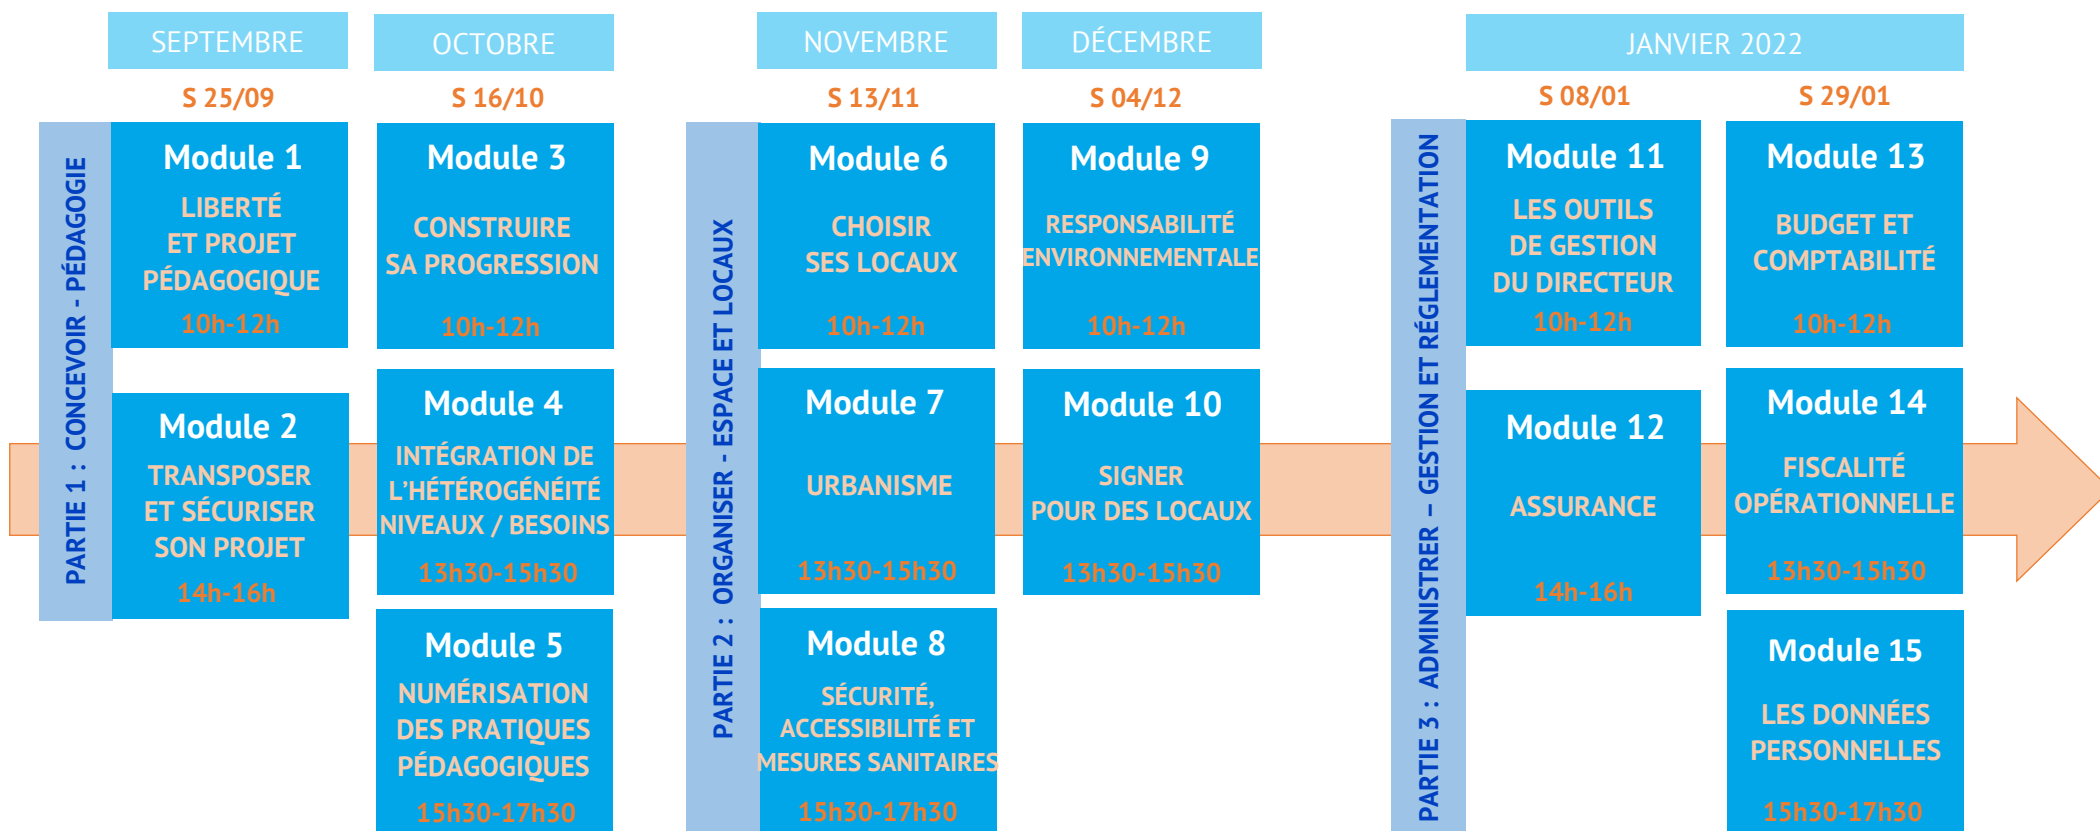 SEPTEMBRE
OCTOBRE
NOVEMBRE
DÉCEMBRE
JANVIER 2022
S 25/09
S 16/10
S 13/11
S 04/12
S 08/01
S 29/01
PARTIE 1 : CONCEVOIR - PÉDAGOGIE
Module 1
LIBERTÉ
ET PROJET
PÉDAGOGIQUE
10h-12h
Module 2
TRANSPOSER
ET SÉCURISER
SON PROJET
14h-16h
Module 3
CONSTRUIRE
SA PROGRESSION
10h-12h
Module 4
INTÉGRATION DE
L'HÉTÉROGÉNÉITÉ
NIVEAUX / BESOINS
13h30-15h30
Module 5
NUMÉRISATION
DES PRATIQUES
PÉDAGOGIQUES
15h30-17h30
PARTIE 2 : ORGANISER - ESPACE ET LOCAUX
Module 6
CHOISIR
SES LOCAUX
10h-12h
Module 7
URBANISME
13h30-15h30
Module 8
SÉCURITÉ,
ACCESSIBILITÉ ET
MESURES SANITAIRES
15h30-17h30
Module 9
RESPONSABILITÉ
ENVIRONNEMENTALE
10h-12h
Module 10
SIGNER
POUR DES LOCAUX
13h30-15h30
PARTIE 3 : ADMINISTRER – GESTION ET RÉGLEMENTATION
Module 11
LES OUTILS
DE GESTION
DU DIRECTEUR
10h-12h
Module 12
ASSURANCE
14h-16h
Module 13
BUDGET ET
COMPTABILITÉ
10h-12h
Module 14
FISCALITÉ
OPÉRATIONNELLE
13h30-15h30
Module 15
LES DONNÉES
PERSONNELLES
15h30-17h30